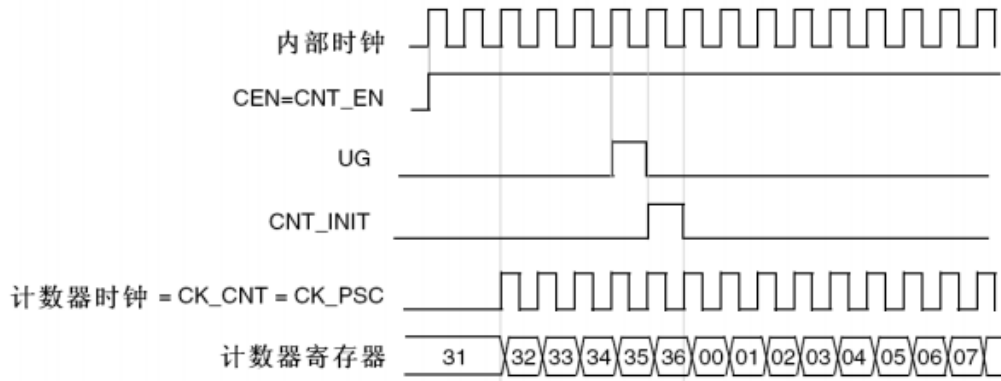 内部时钟
CEN=CNT_EN
UG
CNT_INIT
计数器时钟 = CK_CNT = CK_PSC
计数器寄存器 31 32 33 34 35 36 00 01 02 03 04 05 06 07